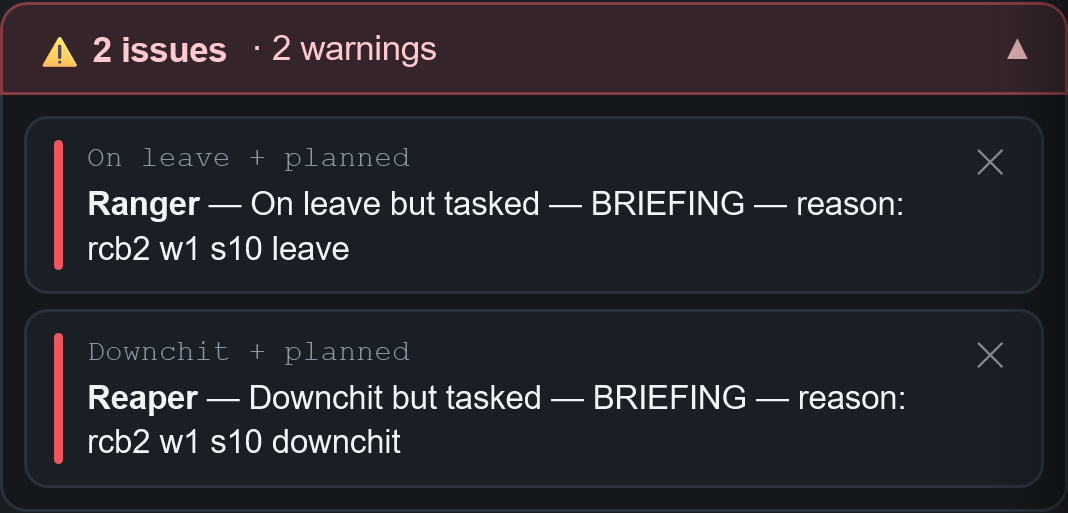 ⚠️ 2 issues · 2 warnings ▲
On leave + planned
Ranger — On leave but tasked — BRIEFING — reason:
rcb2 w1 s10 leave
Downchit + planned
Reaper — Downchit but tasked — BRIEFING — reason:
rcb2 w1 s10 downchit